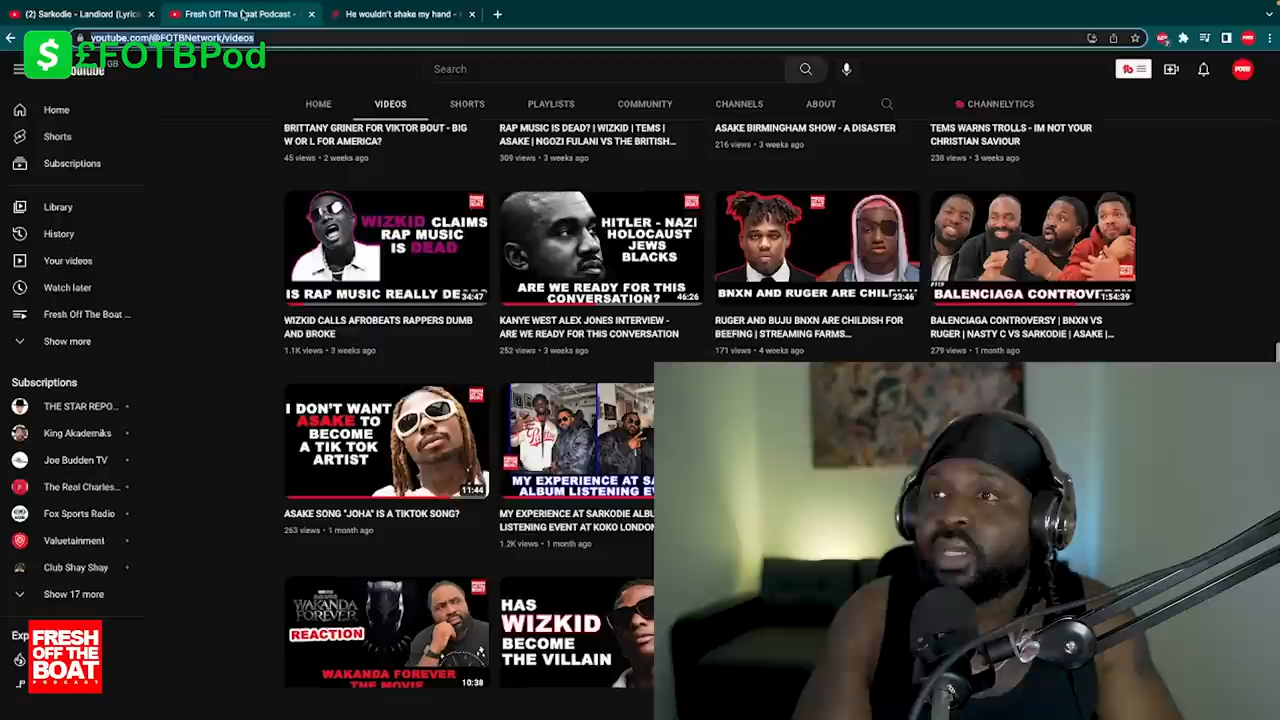 (2) Sarkodie - Landlord (Lyric
Fresh Off The Boat Podcast -
He wouldn't shake my hand -
youtube.com/@FOTBNetwork/videos
$ £FOTBPod
GB
Search
HOME
VIDEOS
SHORTS
PLAYLISTS
COMMUNITY
CHANNELS
ABOUT
CHANNELYTICS
Home
Shorts
Subscriptions
Library
History
Your videos
Watch later
Fresh Off The Boat ...
Show more
Subscriptions
THE STAR REPO...
King Akademiks
Joe Budden TV
The Real Charles...
Fox Sports Radio
Valuetainment
Club Shay Shay
Show 17 more
FRESH
OFF THE
BOAT
PODCAST
BRITTANY GRINER FOR VIKTOR BOUT - BIG
W OR L FOR AMERICA?
45 views • 2 weeks ago
RAP MUSIC IS DEAD? | WIZKID | TEMS |
ASAKE | NGOZI FULANI VS THE BRITISH...
309 views • 3 weeks ago
ASAKE BIRMINGHAM SHOW - A DISASTER
216 views • 3 weeks ago
TEMS WARNS TROLLS - IM NOT YOUR
CHRISTIAN SAVIOUR
238 views • 3 weeks ago
WIZKID CLAIMS
RAP MUSIC
IS DEAD
IS RAP MUSIC REALLY DE
34:47
WIZKID CALLS AFROBEATS RAPPERS DUMB
AND BROKE
1.1K views • 3 weeks ago
HITLER - NAZI
HOLOCAUST
JEWS
BLACKS
ARE WE READY FOR THIS
CONVERSATION?
46:26
KANYE WEST ALEX JONES INTERVIEW -
ARE WE READY FOR THIS CONVERSATION
252 views • 3 weeks ago
BNXN AND RUGER ARE CHIL
23:46
RUGER AND BUJU BNXN ARE CHILDISH FOR
BEEFING | STREAMING FARMS...
171 views • 4 weeks ago
BALENCIAGA CONTROV
1:54:39
BALENCIAGA CONTROVERSY | BNXN VS
RUGER | NASTY C VS SARKODIE | ASAKE |...
279 views • 1 month ago
I DON'T WANT
ASAKE TO
BECOME
A TIK TOK
ARTIST
11:44
ASAKE SONG "JOHA" IS A TIKTOK SONG?
263 views • 1 month ago
MY EXPERIENCE AT SA
ALBUM LISTENING E
MY EXPERIENCE AT SARKODIE ALBU
LISTENING EVENT AT KOKO LONDON
1.2K views • 1 month ago
WAKANDA
FOREVER
REACTION
WAKANDA FOREVER
THE MOVIE
10:38
HAS
WIZKID
BECOME
THE VILLAIN